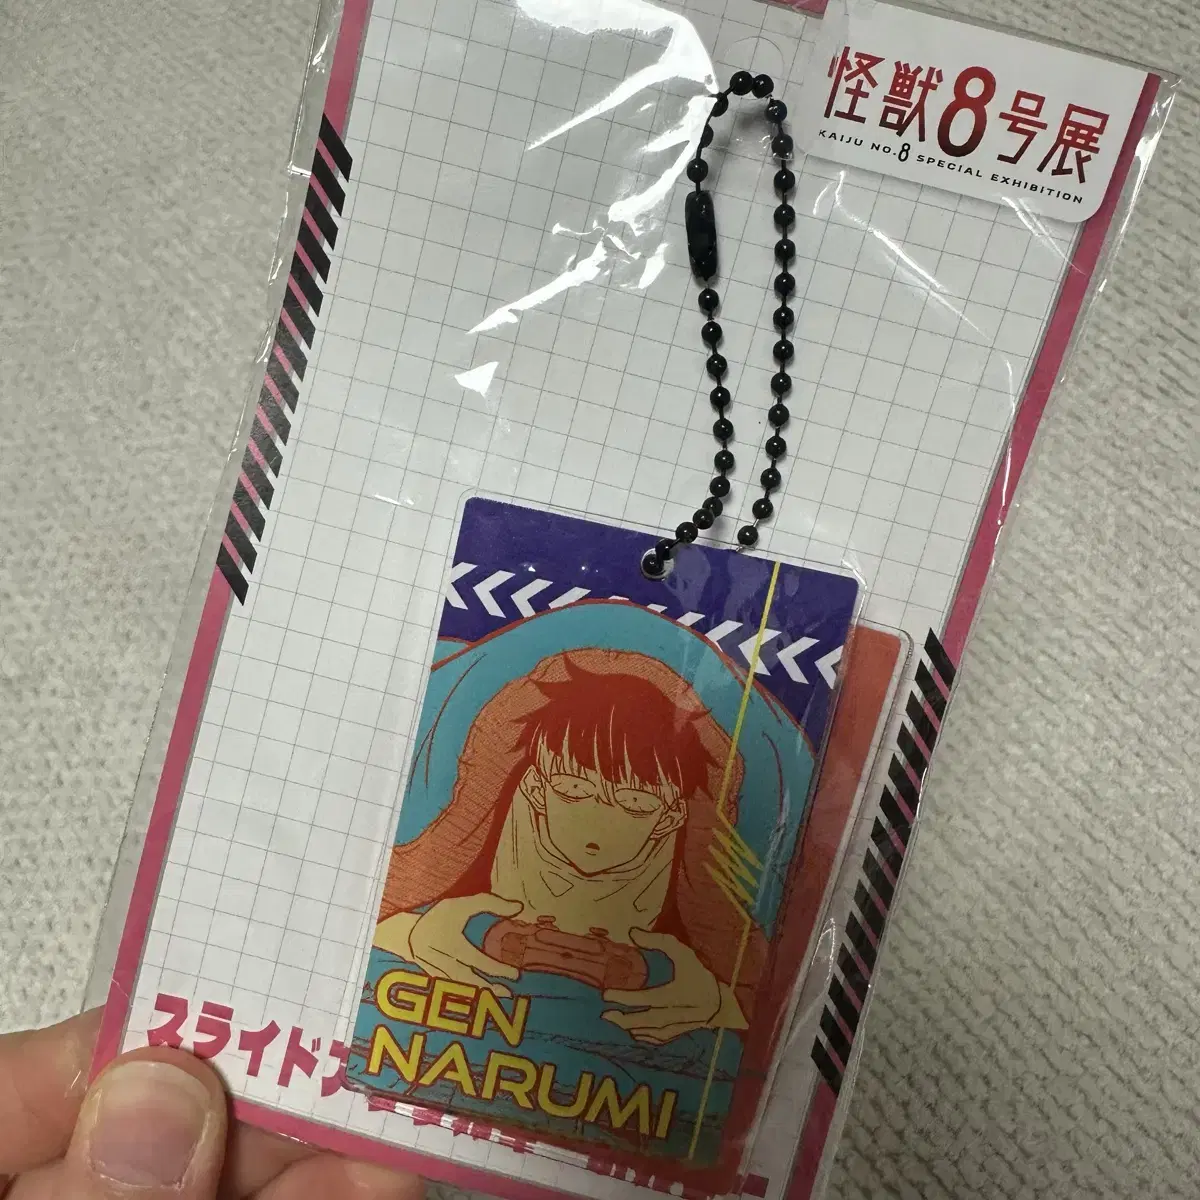 怪獣8号展
KAIJU NO.8 SPECIAL EXHIBITION
GEN
NARUMI
スライド